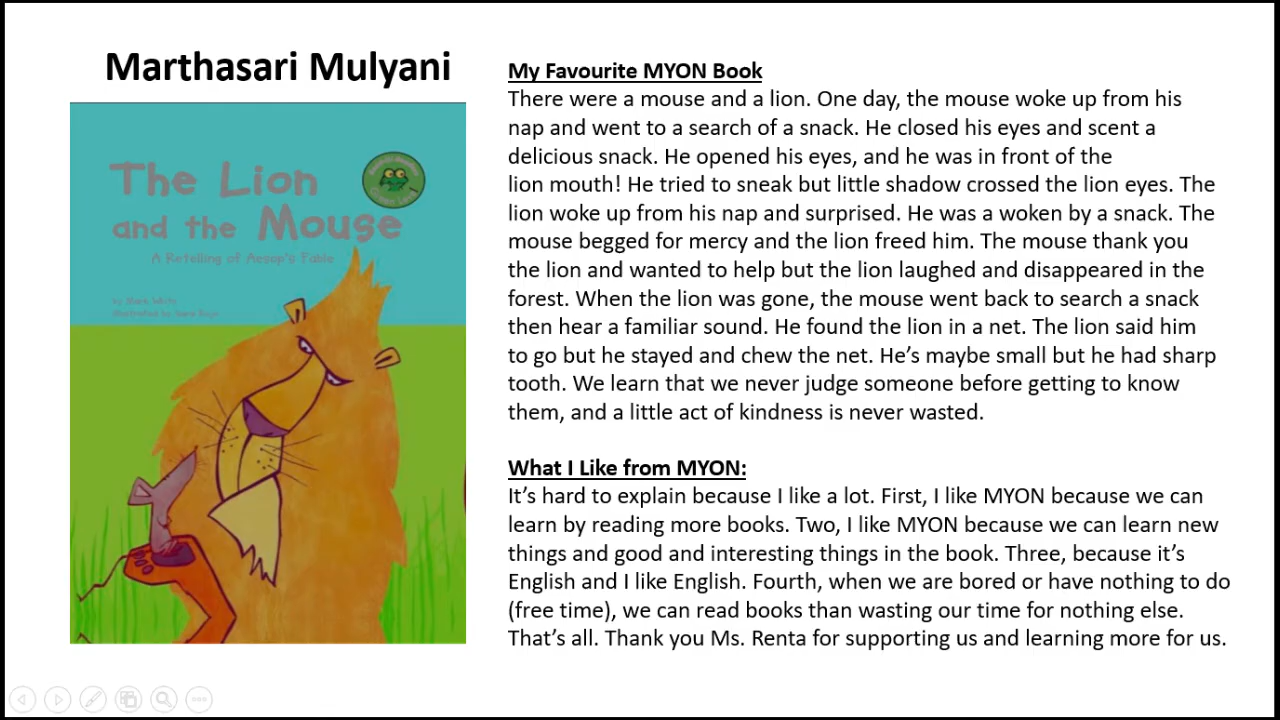 Marthasari Mulyani
The Lion
and the Mouse
A Retelling of Aesop's Fable
by Mark White
illustrated by Sara Rojo
My Favourite MYON Book
There were a mouse and a lion. One day, the mouse woke up from his
nap and went to a search of a snack. He closed his eyes and scent a
delicious snack. He opened his eyes, and he was in front of the
lion mouth! He tried to sneak but little shadow crossed the lion eyes. The
lion woke up from his nap and surprised. He was a woken by a snack. The
mouse begged for mercy and the lion freed him. The mouse thank you
the lion and wanted to help but the lion laughed and disappeared in the
forest. When the lion was gone, the mouse went back to search a snack
then hear a familiar sound. He found the lion in a net. The lion said him
to go but he stayed and chew the net. He’s maybe small but he had sharp
tooth. We learn that we never judge someone before getting to know
them, and a little act of kindness is never wasted.
What I Like from MYON:
It’s hard to explain because I like a lot. First, I like MYON because we can
learn by reading more books. Two, I like MYON because we can learn new
things and good and interesting things in the book. Three, because it’s
English and I like English. Fourth, when we are bored or have nothing to do
(free time), we can read books than wasting our time for nothing else.
That’s all. Thank you Ms. Renta for supporting us and learning more for us.